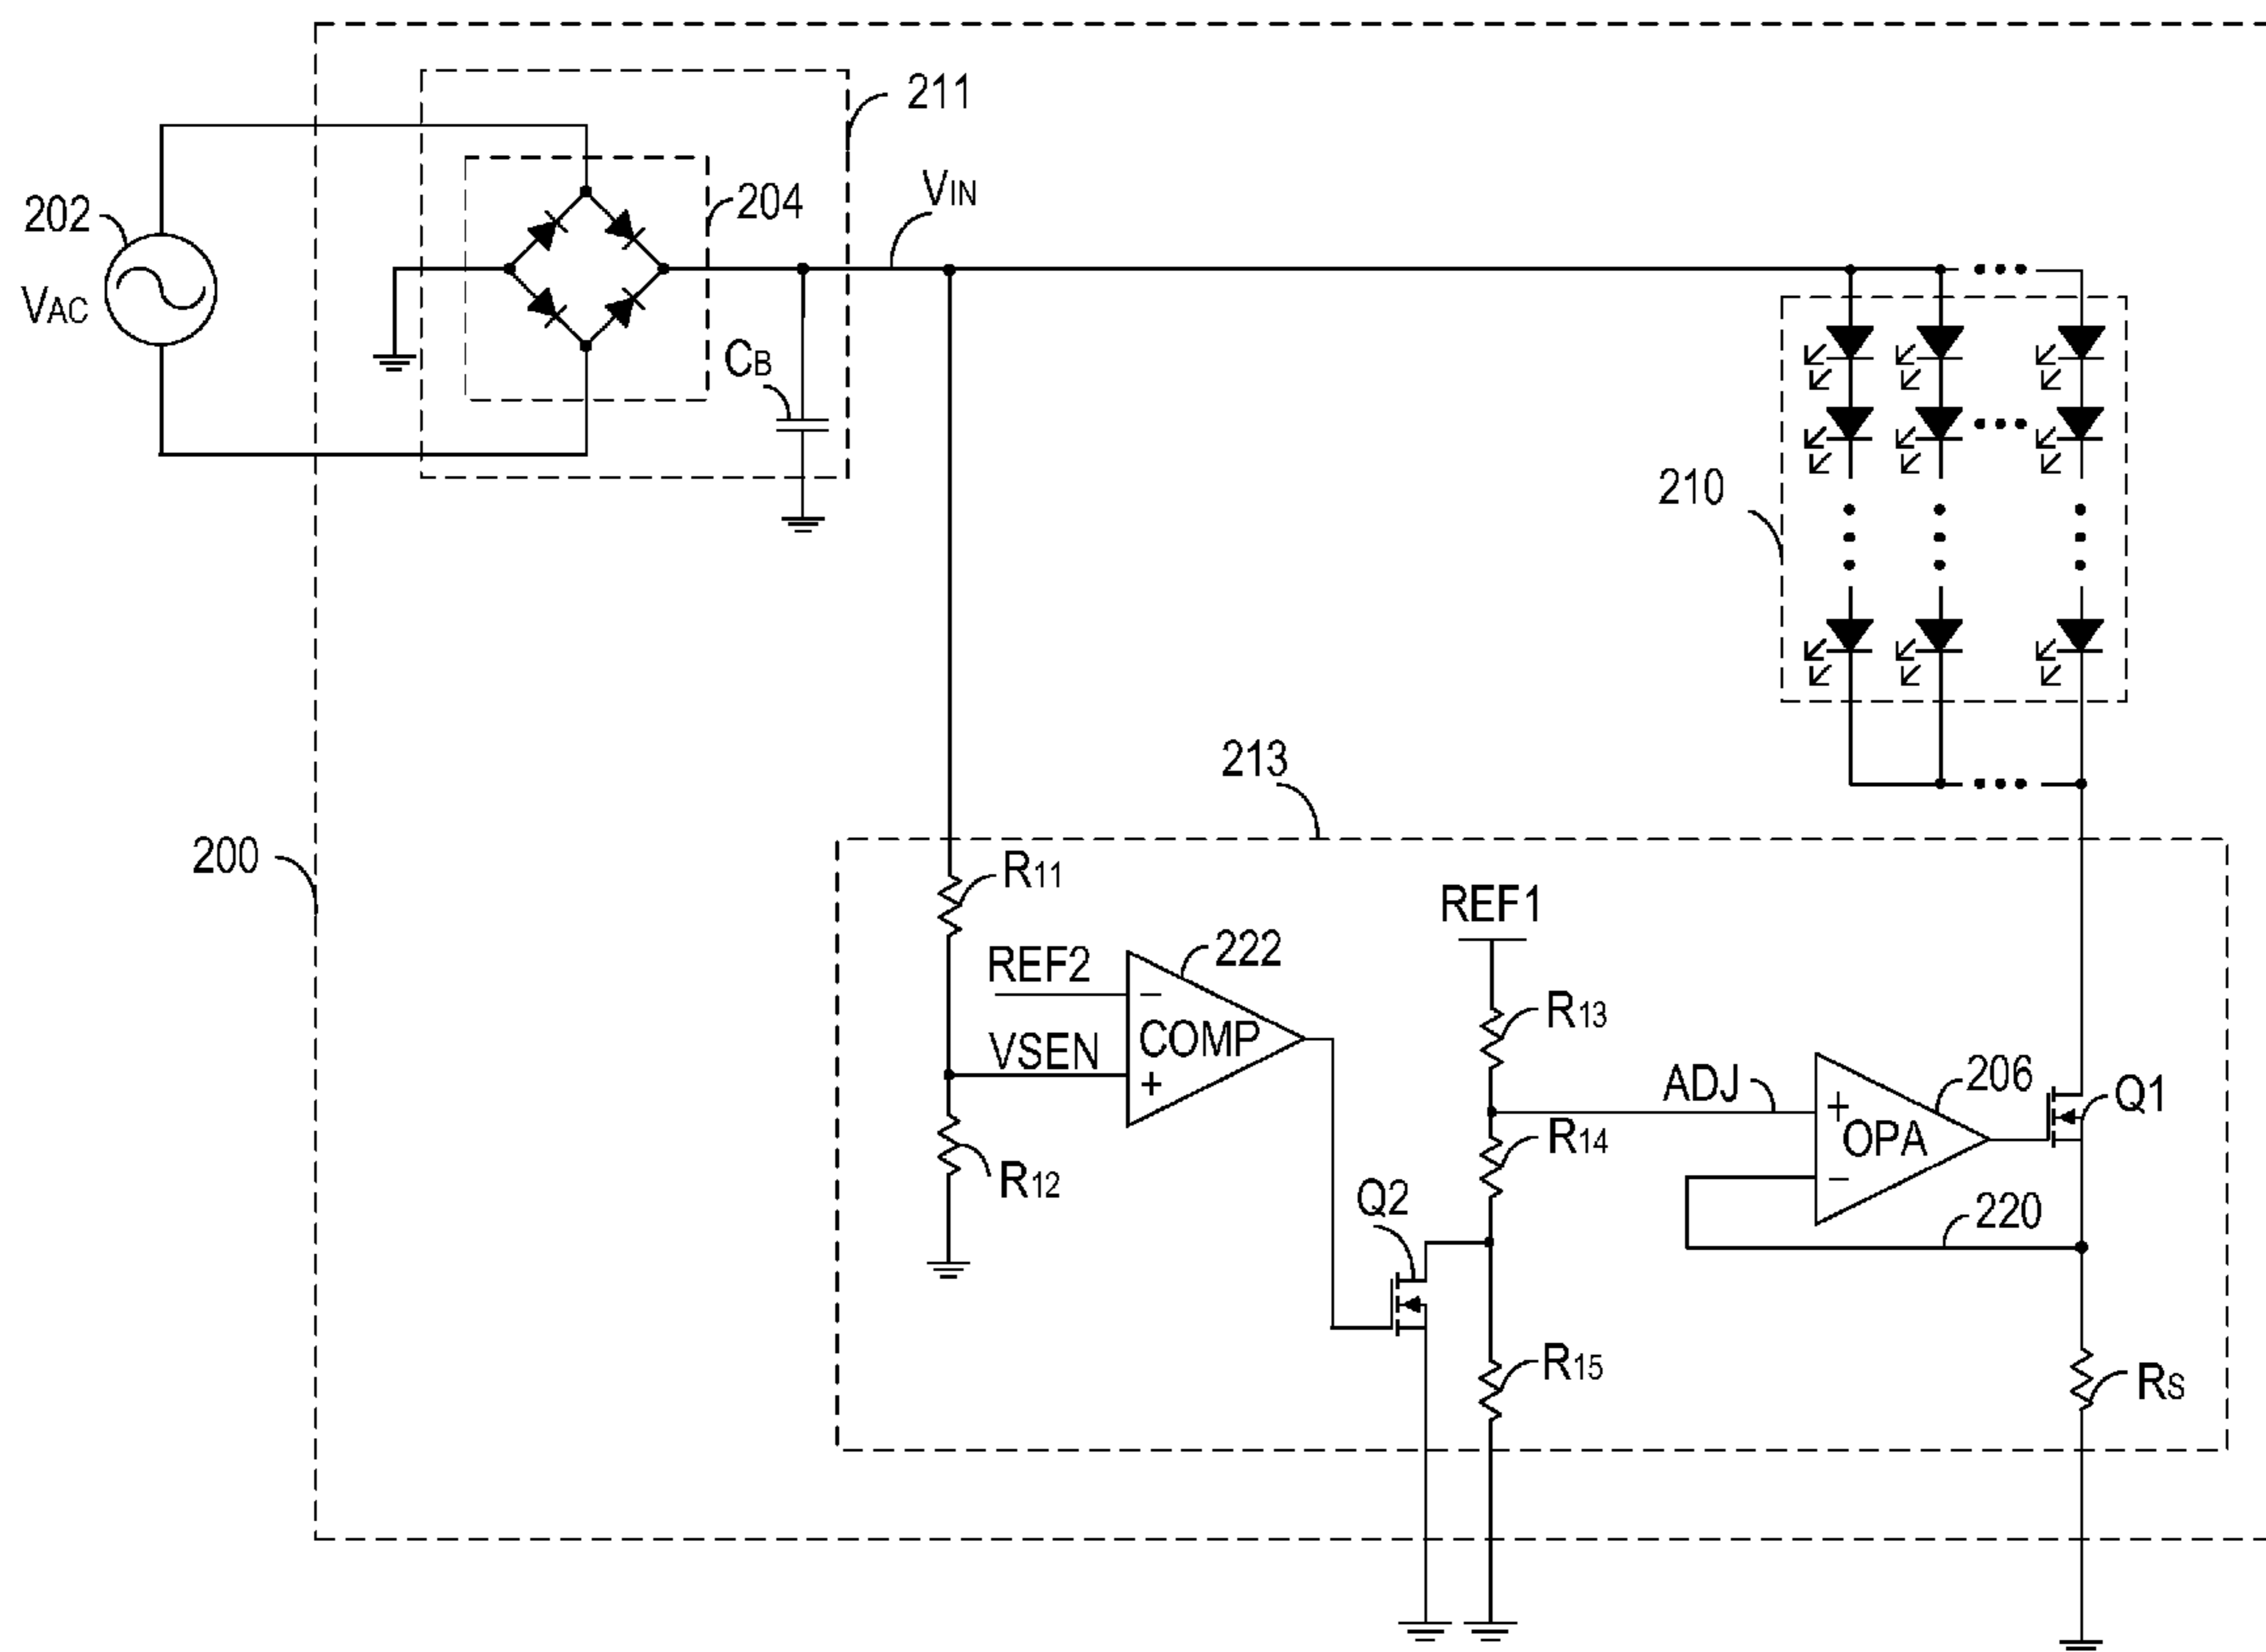 211
202
204
VIN
VAC
CB
210
213
200
R11
REF1
REF2
222
R13
VSEN
COMP
+
−
ADJ
206
Q1
+
OPA
−
R14
R12
Q2
220
R15
RS